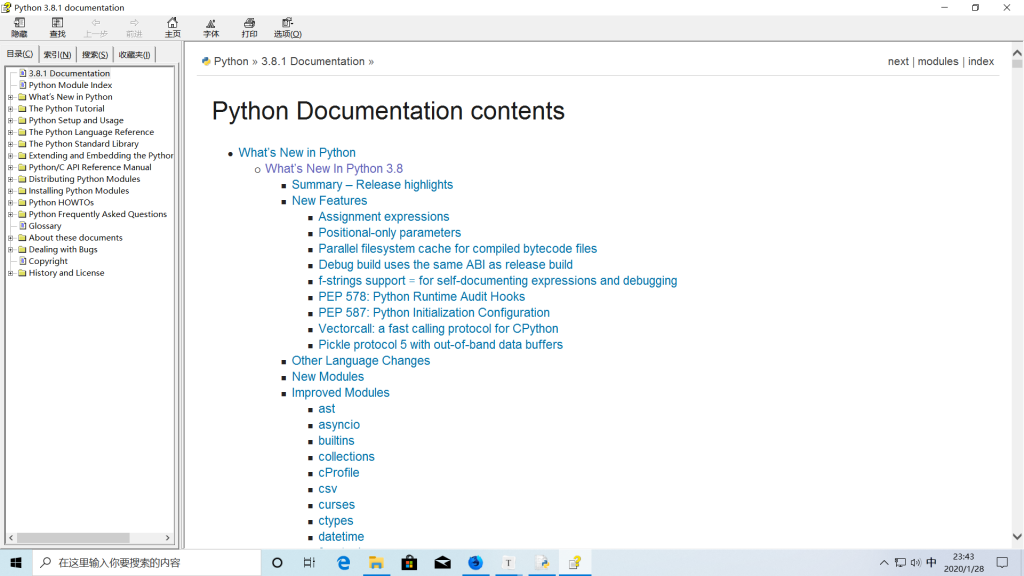 Python 3.8.1 documentation
隐藏 查找 上一步 前进 主页 字体 打印 选项(O)
目录(C) 索引(N) 搜索(S) 收藏夹(I)
3.8.1 Documentation
Python Module Index
What's New in Python
The Python Tutorial
Python Setup and Usage
The Python Language Reference
The Python Standard Library
Extending and Embedding the Python
Python/C API Reference Manual
Distributing Python Modules
Installing Python Modules
Python HOWTOs
Python Frequently Asked Questions
Glossary
About these documents
Dealing with Bugs
Copyright
History and License
Python » 3.8.1 Documentation » next | modules | index
Python Documentation contents
What's New in Python
What's New In Python 3.8
Summary – Release highlights
New Features
Assignment expressions
Positional-only parameters
Parallel filesystem cache for compiled bytecode files
Debug build uses the same ABI as release build
f-strings support = for self-documenting expressions and debugging
PEP 578: Python Runtime Audit Hooks
PEP 587: Python Initialization Configuration
Vectorcall: a fast calling protocol for CPython
Pickle protocol 5 with out-of-band data buffers
Other Language Changes
New Modules
Improved Modules
ast
asyncio
builtins
collections
cProfile
csv
curses
ctypes
datetime
在这里输入你要搜索的内容
T
中
23:43
2020/1/28